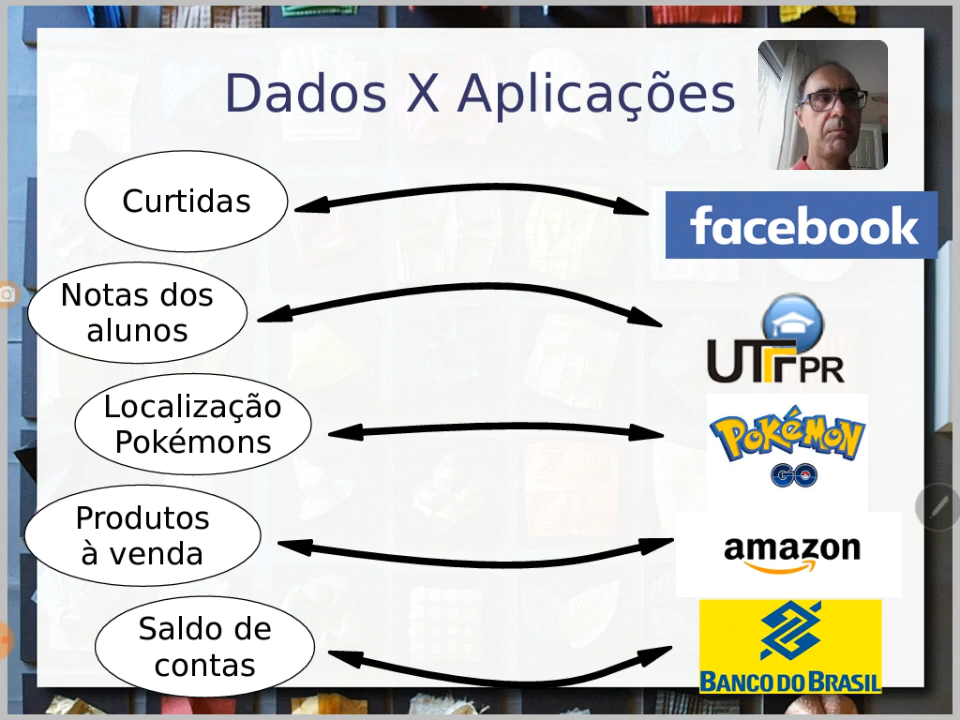 Dados X Aplicações
Curtidas
facebook
Notas dos
alunos
UTFPR
Localização
Pokémons
POKÉMON
GO
Produtos
à venda
amazon
Saldo de
contas
BANCO DO BRASIL